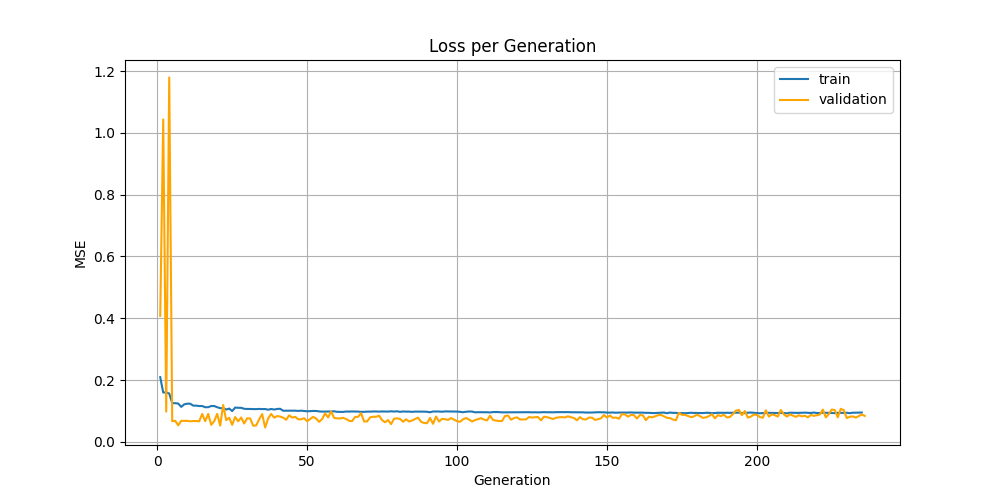 Loss per Generation
train
validation
MSE
1.2
1.0
0.8
0.6
0.4
0.2
0.0
0 50 100 150 200
Generation